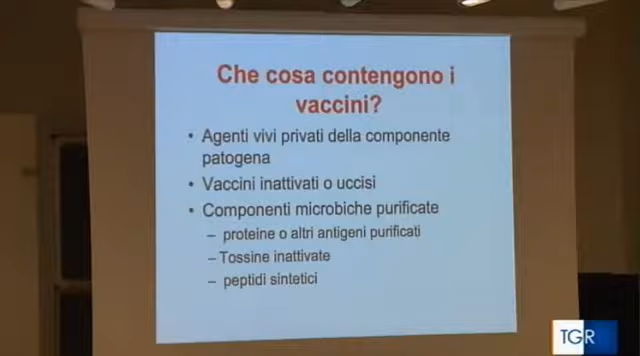 Che cosa contengono i
vaccini?
• Agenti vivi privati della componente
patogena
• Vaccini inattivati o uccisi
• Componenti microbiche purificate
– proteine o altri antigeni purificati
– Tossine inattivate
– peptidi sintetici
TGR